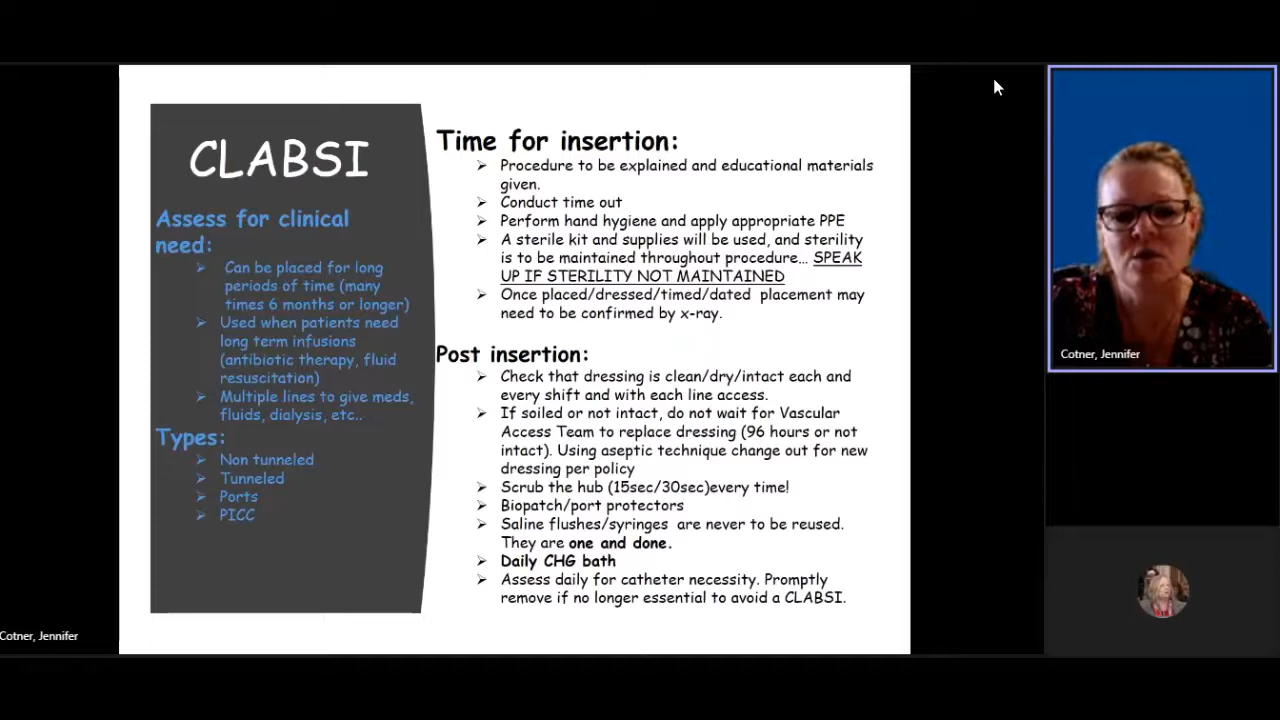 CLABSI
Assess for clinical
need:
Can be placed for long
periods of time (many
times 6 months or longer)
Used when patients need
long term infusions
(antibiotic therapy, fluid
resuscitation)
Multiple lines to give meds,
fluids, dialysis, etc..
Types:
Non tunneled
Tunneled
Ports
PICC
Time for insertion:
Procedure to be explained and educational materials
given.
Conduct time out
Perform hand hygiene and apply appropriate PPE
A sterile kit and supplies will be used, and sterility
is to be maintained throughout procedure… SPEAK
UP IF STERILITY NOT MAINTAINED
Once placed/dressed/timed/dated placement may
need to be confirmed by x-ray.
Post insertion:
Check that dressing is clean/dry/intact each and
every shift and with each line access.
If soiled or not intact, do not wait for Vascular
Access Team to replace dressing (96 hours or not
intact). Using aseptic technique change out for new
dressing per policy
Scrub the hub (15sec/30sec)every time!
Biopatch/port protectors
Saline flushes/syringes are never to be reused.
They are one and done.
Daily CHG bath
Assess daily for catheter necessity. Promptly
remove if no longer essential to avoid a CLABSI.
Cotner, Jennifer
Cotner, Jennifer